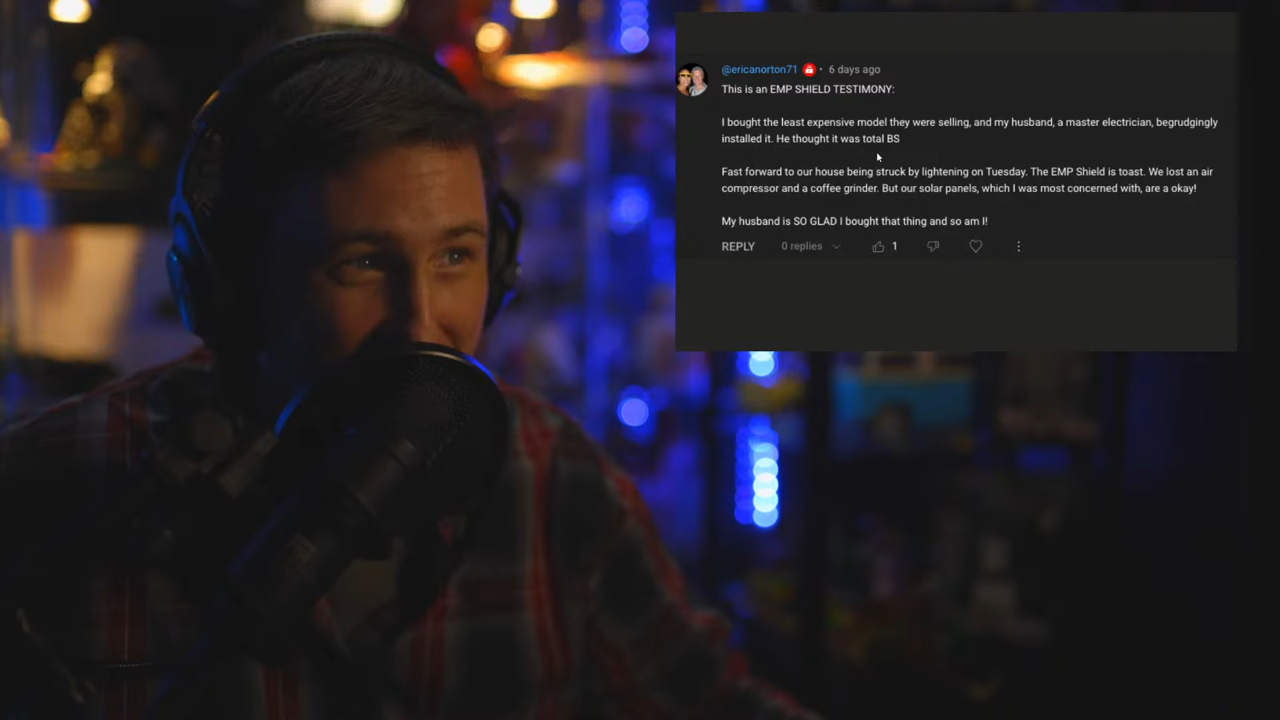 @ericanorton71 • 6 days ago
This is an EMP SHIELD TESTIMONY:
I bought the least expensive model they were selling, and my husband, a master electrician, begrudgingly
installed it. He thought it was total BS
Fast forward to our house being struck by lightening on Tuesday. The EMP Shield is toast. We lost an air
compressor and a coffee grinder. But our solar panels, which I was most concerned with, are a okay!
My husband is SO GLAD I bought that thing and so am I!
REPLY 0 replies 1